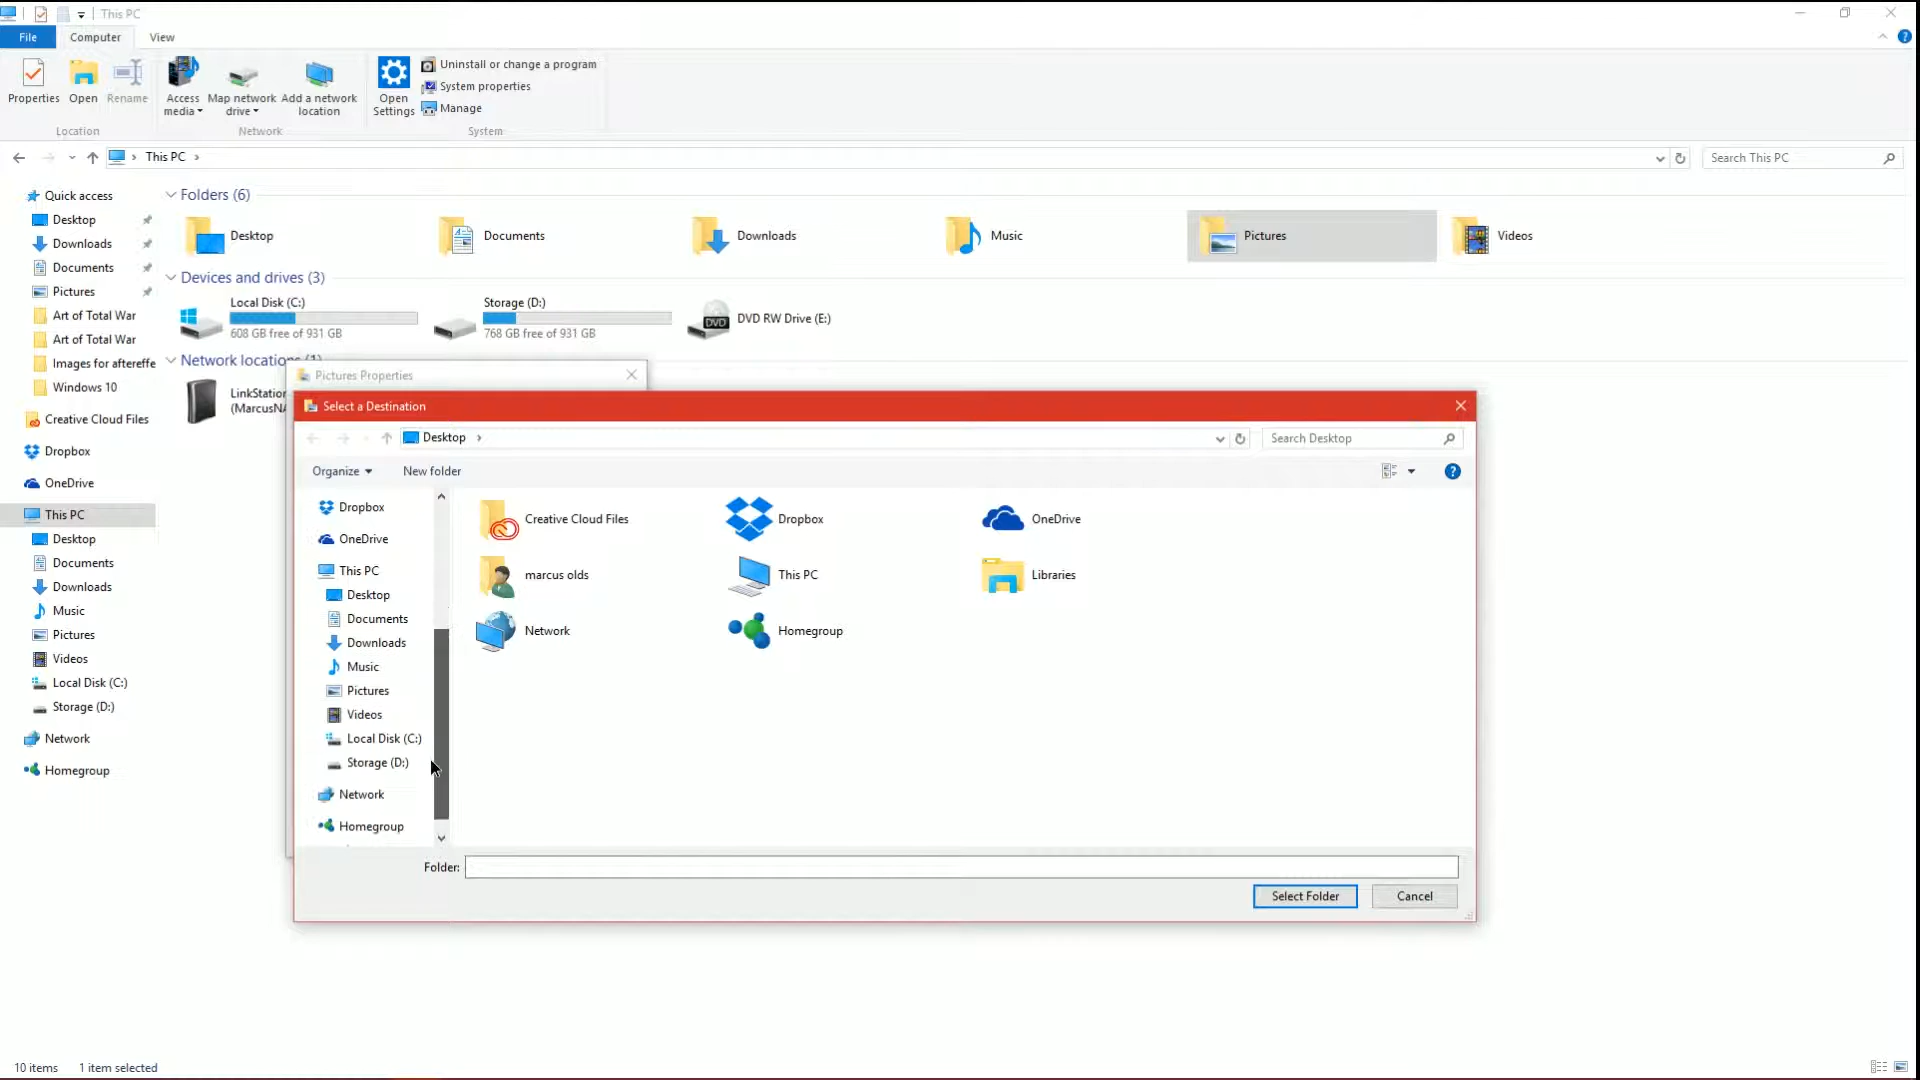 This PC
File Computer View
Properties Open Rename Access media Map network drive Add a network location Open Settings Uninstall or change a program
System properties
Manage
Location Network System
This PC Search This PC
Quick access
Desktop
Downloads
Documents
Pictures
Art of Total War
Art of Total War
Images for aftereffe
Windows 10
Creative Cloud Files
Dropbox
OneDrive
This PC
Desktop
Documents
Downloads
Music
Pictures
Videos
Local Disk (C:)
Storage (D:)
Network
Homegroup
Folders (6)
Desktop Documents Downloads Music Pictures Videos
Devices and drives (3)
Local Disk (C:) Storage (D:) DVD RW Drive (E:)
608 GB free of 931 GB 768 GB free of 931 GB
Network locations (1)
LinkStation
(MarcusNA
Pictures Properties
Select a Destination
Desktop Search Desktop
Organize New folder
Dropbox
OneDrive
This PC
Desktop
Documents
Downloads
Music
Pictures
Videos
Local Disk (C:)
Storage (D:)
Network
Homegroup
Creative Cloud Files Dropbox OneDrive
marcus olds This PC Libraries
Network Homegroup
Folder:
Select Folder Cancel
10 items 1 item selected